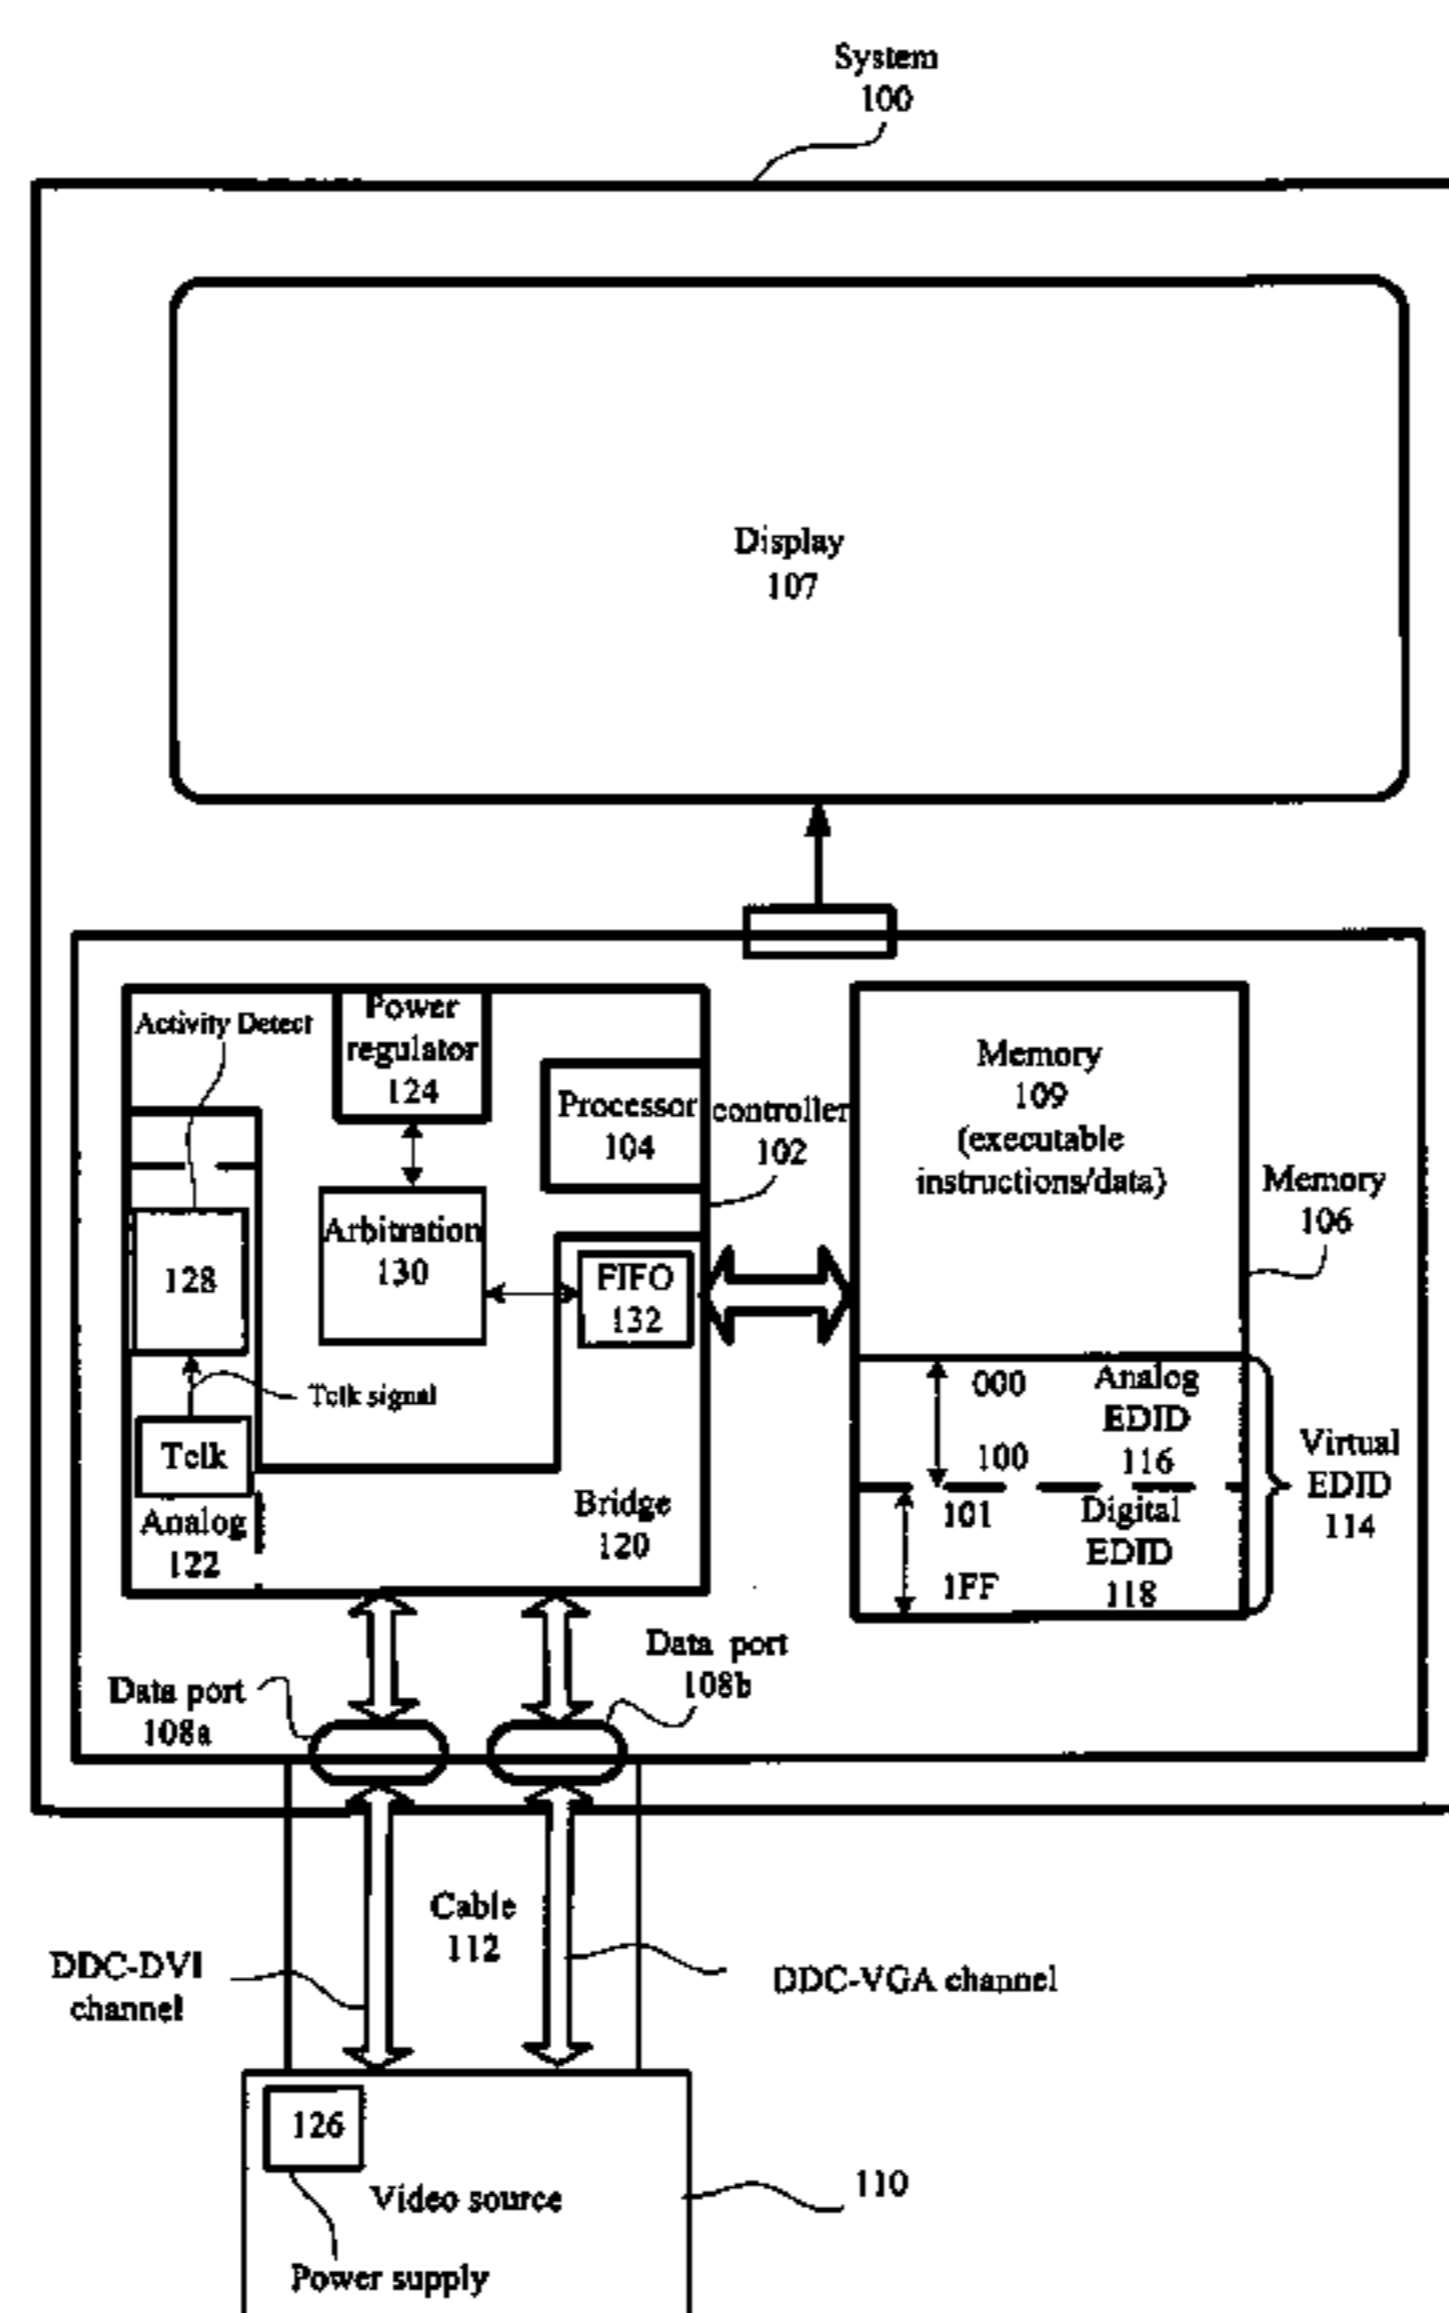 System
100
Display
107
Power
regulator
124
Activity Detect
Processor
104
controller
102
Memory
109
(executable
instructions/data)
Memory
106
Arbitration
130
128
FIFO
132
Tclk signal
Tclk
Analog
122
Bridge
120
000
Analog
EDID
116
100
101
Digital
EDID
118
1FF
Virtual
EDID
114
Data port
108a
Data port
108b
Cable
112
DDC-DVI
channel
DDC-VGA channel
126
Video source
110
Power supply